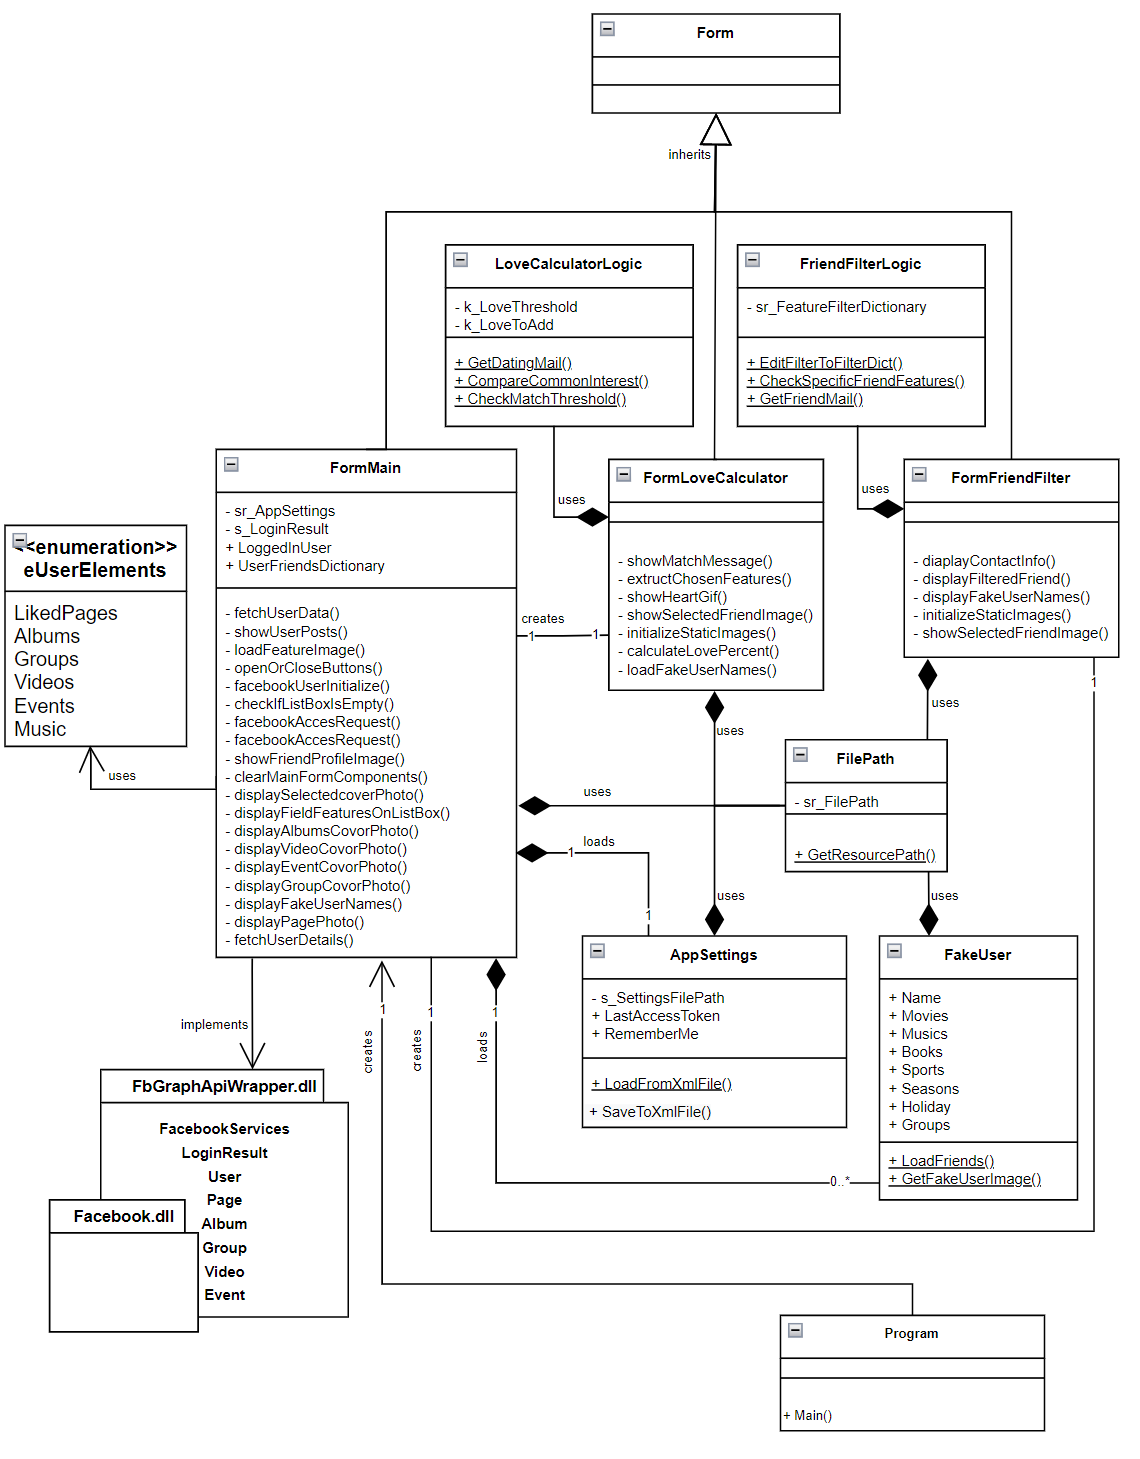 Form
inherits
LoveCalculatorLogic
- k_LoveThreshold
- k_LoveToAdd
+ GetDatingMail()
+ CompareCommonInterest()
+ CheckMatchThreshold()
FriendFilterLogic
- sr_FeatureFilterDictionary
+ EditFilterToFilterDict()
+ CheckSpecificFriendFeatures()
+ GetFriendMail()
FormMain
- sr_AppSettings
- s_LoginResult
+ LoggedInUser
+ UserFriendsDictionary
- fetchUserData()
- showUserPosts()
- loadFeatureImage()
- openOrCloseButtons()
- facebookUserInitialize()
- checkIfListBoxIsEmpty()
- facebookAccesRequest()
- facebookAccesRequest()
- showFriendProfileImage()
- clearMainFormComponents()
- displaySelectedcoverPhoto()
- displayFieldFeaturesOnListBox()
- displayAlbumsCovorPhoto()
- displayVideoCovorPhoto()
- displayEventCovorPhoto()
- displayGroupCovorPhoto()
- displayFakeUserNames()
- displayPagePhoto()
- fetchUserDetails()
uses
FormLoveCalculator
- showMatchMessage()
- extructChosenFeatures()
- showHeartGif()
- showSelectedFriendImage()
- initializeStaticImages()
- calculateLovePercent()
- loadFakeUserNames()
uses
FormFriendFilter
- diaplayContactInfo()
- displayFilteredFriend()
- displayFakeUserNames()
- initializeStaticImages()
- showSelectedFriendImage()
<<enumeration>>
eUserElements
LikedPages
Albums
Groups
Videos
Events
Music
uses
creates
1
1
1
uses
uses
FilePath
- sr_FilePath
+ GetResourcePath()
uses
loads
1
1
uses
uses
AppSettings
- s_SettingsFilePath
+ LastAccessToken
+ RememberMe
+ LoadFromXmlFile()
+ SaveToXmlFile()
FakeUser
+ Name
+ Movies
+ Musics
+ Books
+ Sports
+ Seasons
+ Holiday
+ Groups
+ LoadFriends()
+ GetFakeUserImage()
implements
1
creates
1
creates
1
loads
0..*
FbGraphApiWrapper.dll
FacebookServices
LoginResult
User
Page
Album
Group
Video
Event
Facebook.dll
Program
+ Main()